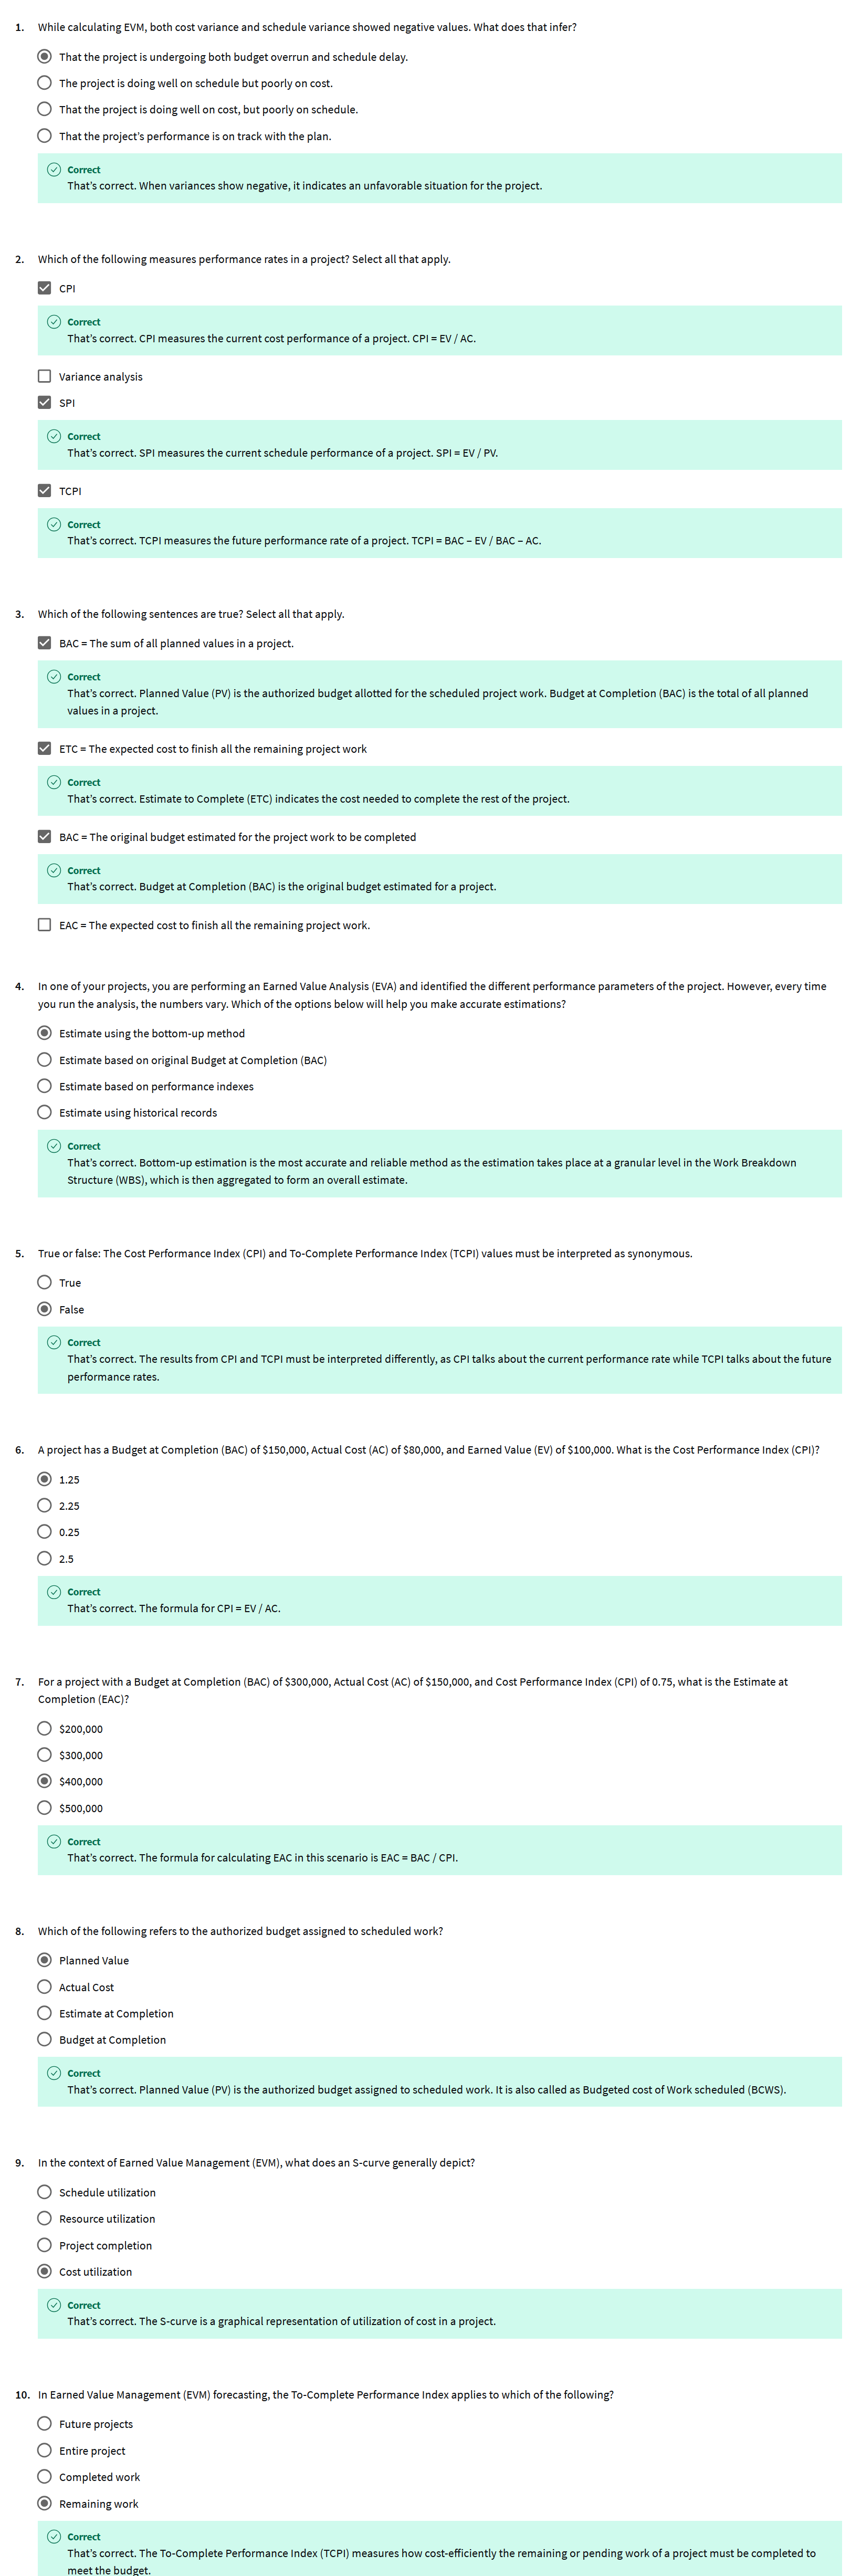 1. While calculating EVM, both cost variance and schedule variance showed negative values. What does that infer?
That the project is undergoing both budget overrun and schedule delay.
The project is doing well on schedule but poorly on cost.
That the project is doing well on cost, but poorly on schedule.
That the project's performance is on track with the plan.
Correct
That's correct. When variances show negative, it indicates an unfavorable situation for the project.
2. Which of the following measures performance rates in a project? Select all that apply.
CPI
Correct
That's correct. CPI measures the current cost performance of a project. CPI = EV / AC.
Variance analysis
SPI
Correct
That's correct. SPI measures the current schedule performance of a project. SPI = EV / PV.
TCPI
Correct
That's correct. TCPI measures the future performance rate of a project. TCPI = BAC – EV / BAC – AC.
3. Which of the following sentences are true? Select all that apply.
BAC = The sum of all planned values in a project.
Correct
That's correct. Planned Value (PV) is the authorized budget allotted for the scheduled project work. Budget at Completion (BAC) is the total of all planned
values in a project.
ETC = The expected cost to finish all the remaining project work
Correct
That's correct. Estimate to Complete (ETC) indicates the cost needed to complete the rest of the project.
BAC = The original budget estimated for the project work to be completed
Correct
That's correct. Budget at Completion (BAC) is the original budget estimated for a project.
EAC = The expected cost to finish all the remaining project work.
4. In one of your projects, you are performing an Earned Value Analysis (EVA) and identified the different performance parameters of the project. However, every time
you run the analysis, the numbers vary. Which of the options below will help you make accurate estimations?
Estimate using the bottom-up method
Estimate based on original Budget at Completion (BAC)
Estimate based on performance indexes
Estimate using historical records
Correct
That's correct. Bottom-up estimation is the most accurate and reliable method as the estimation takes place at a granular level in the Work Breakdown
Structure (WBS), which is then aggregated to form an overall estimate.
5. True or false: The Cost Performance Index (CPI) and To-Complete Performance Index (TCPI) values must be interpreted as synonymous.
True
False
Correct
That's correct. The results from CPI and TCPI must be interpreted differently, as CPI talks about the current performance rate while TCPI talks about the future
performance rates.
6. A project has a Budget at Completion (BAC) of $150,000, Actual Cost (AC) of $80,000, and Earned Value (EV) of $100,000. What is the Cost Performance Index (CPI)?
1.25
2.25
0.25
2.5
Correct
That's correct. The formula for CPI = EV / AC.
7. For a project with a Budget at Completion (BAC) of $300,000, Actual Cost (AC) of $150,000, and Cost Performance Index (CPI) of 0.75, what is the Estimate at
Completion (EAC)?
$200,000
$300,000
$400,000
$500,000
Correct
That's correct. The formula for calculating EAC in this scenario is EAC = BAC / CPI.
8. Which of the following refers to the authorized budget assigned to scheduled work?
Planned Value
Actual Cost
Estimate at Completion
Budget at Completion
Correct
That's correct. Planned Value (PV) is the authorized budget assigned to scheduled work. It is also called as Budgeted cost of Work scheduled (BCWS).
9. In the context of Earned Value Management (EVM), what does an S-curve generally depict?
Schedule utilization
Resource utilization
Project completion
Cost utilization
Correct
That's correct. The S-curve is a graphical representation of utilization of cost in a project.
10. In Earned Value Management (EVM) forecasting, the To-Complete Performance Index applies to which of the following?
Future projects
Entire project
Completed work
Remaining work
Correct
That's correct. The To-Complete Performance Index (TCPI) measures how cost-efficiently the remaining or pending work of a project must be completed to
meet the budget.